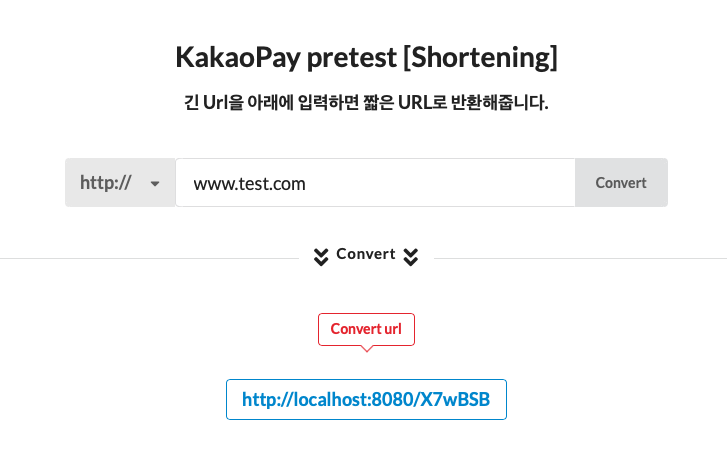 KakaoPay pretest [Shortening]
긴 Url을 아래에 입력하면 짧은 URL로 반환해줍니다.
http:// www.test.com Convert
Convert
Convert url
http://localhost:8080/X7wBSB